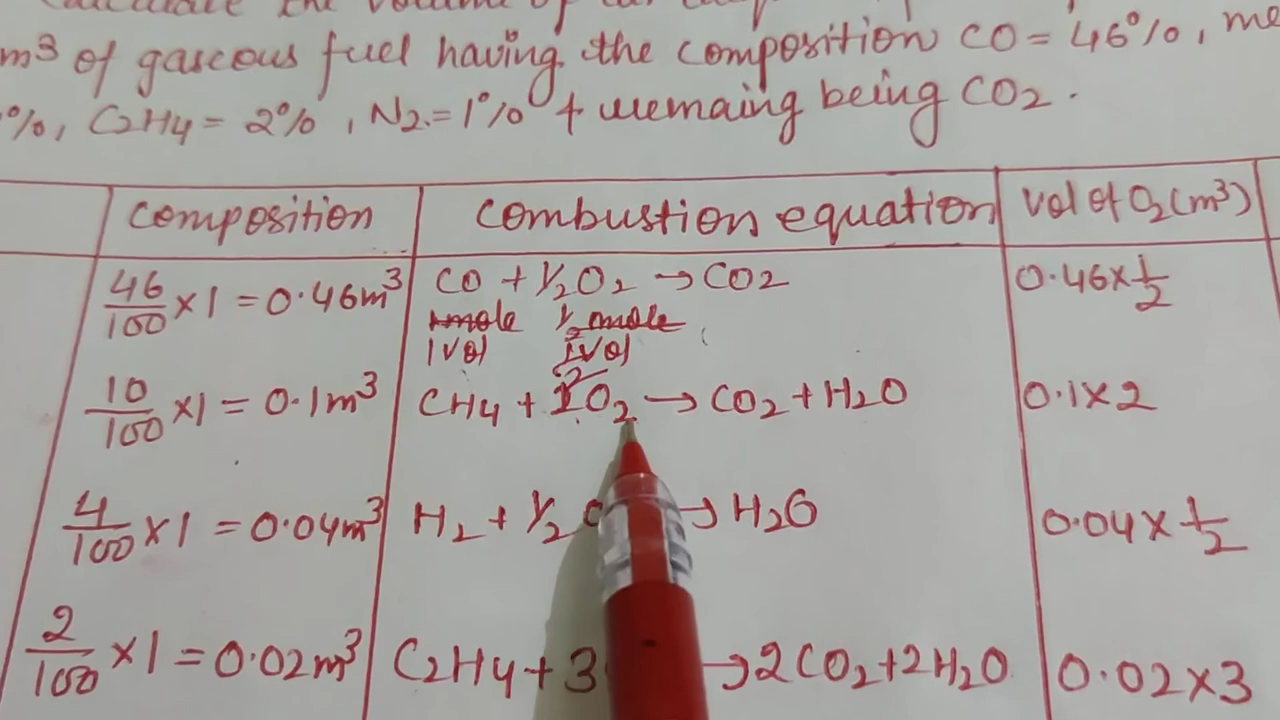 m³ of gaseous fuel having the composition CO = 46%, me
%, C2H4 = 2%, N2 = 1% + remaing being CO2.
composition combustion equation Vol of O2(m³)
46/100 × 1 = 0.46m³ CO + 1/2O2 → CO2 0.46 × 1/2
1mole 1/2 mole
1 vol 1/2 vol
10/100 × 1 = 0.1m³ CH4 + 2O2 → CO2 + H2O 0.1 × 2
4/100 × 1 = 0.04m³ H2 + 1/2 → H2O 0.04 × 1/2
2/100 × 1 = 0.02m³ C2H4 + 3 → 2CO2 + 2H2O 0.02 × 3